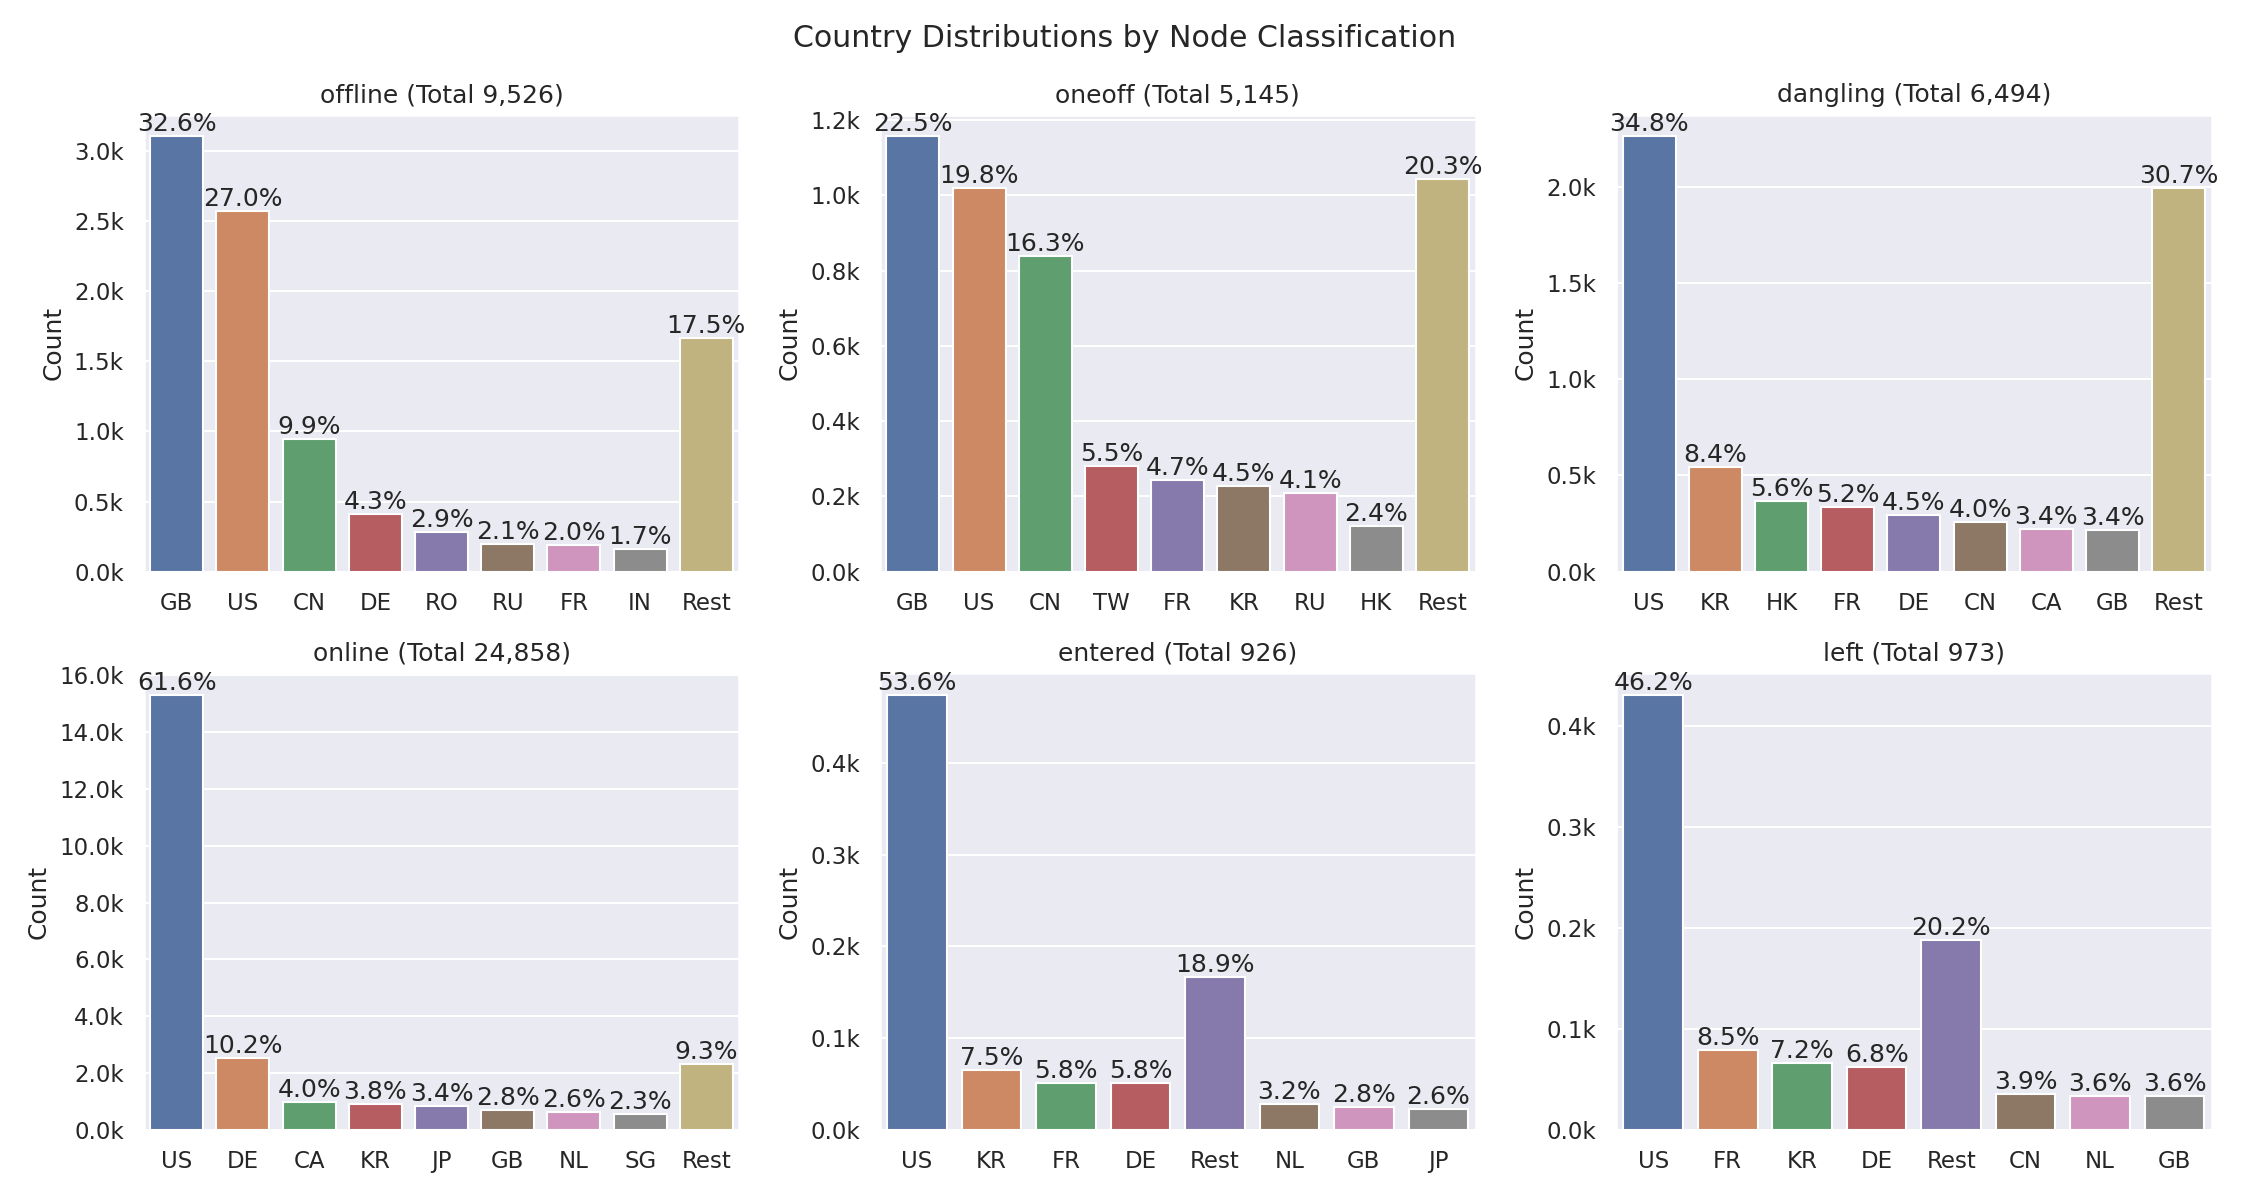 Country Distributions by Node Classification
offline (Total 9,526)
Count
3.0k
2.5k
2.0k
1.5k
1.0k
0.5k
0.0k
32.6%
27.0%
9.9%
4.3%
2.9%
2.1%
2.0%
1.7%
17.5%
GB US CN DE RO RU FR IN Rest
oneoff (Total 5,145)
Count
1.2k
1.0k
0.8k
0.6k
0.4k
0.2k
0.0k
22.5%
19.8%
16.3%
5.5%
4.7%
4.5%
4.1%
2.4%
20.3%
GB US CN TW FR KR RU HK Rest
dangling (Total 6,494)
Count
2.0k
1.5k
1.0k
0.5k
0.0k
34.8%
8.4%
5.6%
5.2%
4.5%
4.0%
3.4%
3.4%
30.7%
US KR HK FR DE CN CA GB Rest
online (Total 24,858)
Count
16.0k
14.0k
12.0k
10.0k
8.0k
6.0k
4.0k
2.0k
0.0k
61.6%
10.2%
4.0%
3.8%
3.4%
2.8%
2.6%
2.3%
9.3%
US DE CA KR JP GB NL SG Rest
entered (Total 926)
Count
0.4k
0.3k
0.2k
0.1k
0.0k
53.6%
7.5%
5.8%
5.8%
18.9%
3.2%
2.8%
2.6%
US KR FR DE Rest NL GB JP
left (Total 973)
Count
0.4k
0.3k
0.2k
0.1k
0.0k
46.2%
8.5%
7.2%
6.8%
20.2%
3.9%
3.6%
3.6%
US FR KR DE Rest CN NL GB